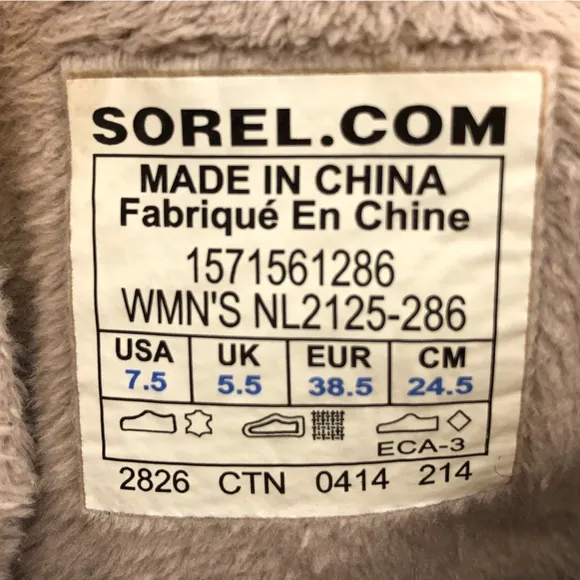 SOREL.COM
MADE IN CHINA
Fabriqué En Chine
1571561286
WMN'S NL2125-286
USA UK EUR CM
7.5 5.5 38.5 24.5
ECA-3
2826 CTN 0414 214